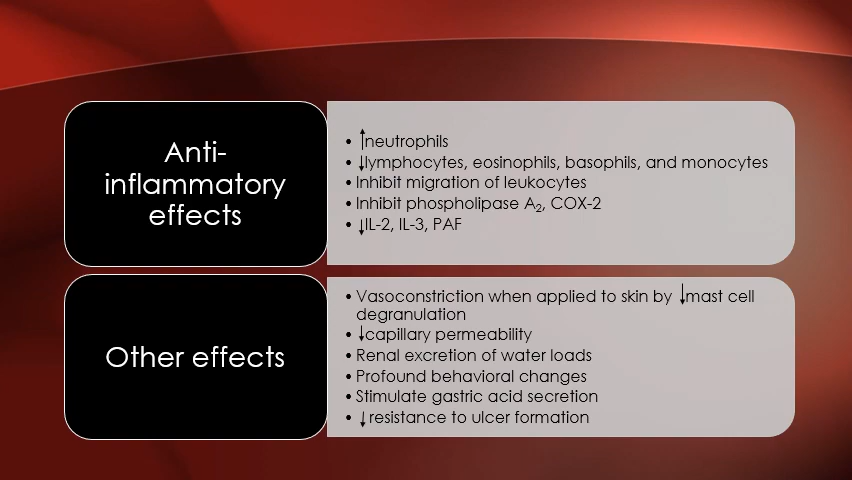 Anti-
inflammatory
effects
• ↑neutrophils
• ↓lymphocytes, eosinophils, basophils, and monocytes
• Inhibit migration of leukocytes
• Inhibit phospholipase A₂, COX-2
• ↓IL-2, IL-3, PAF
Other effects
• Vasoconstriction when applied to skin by ↓mast cell
degranulation
• ↓capillary permeability
• Renal excretion of water loads
• Profound behavioral changes
• Stimulate gastric acid secretion
• ↓resistance to ulcer formation